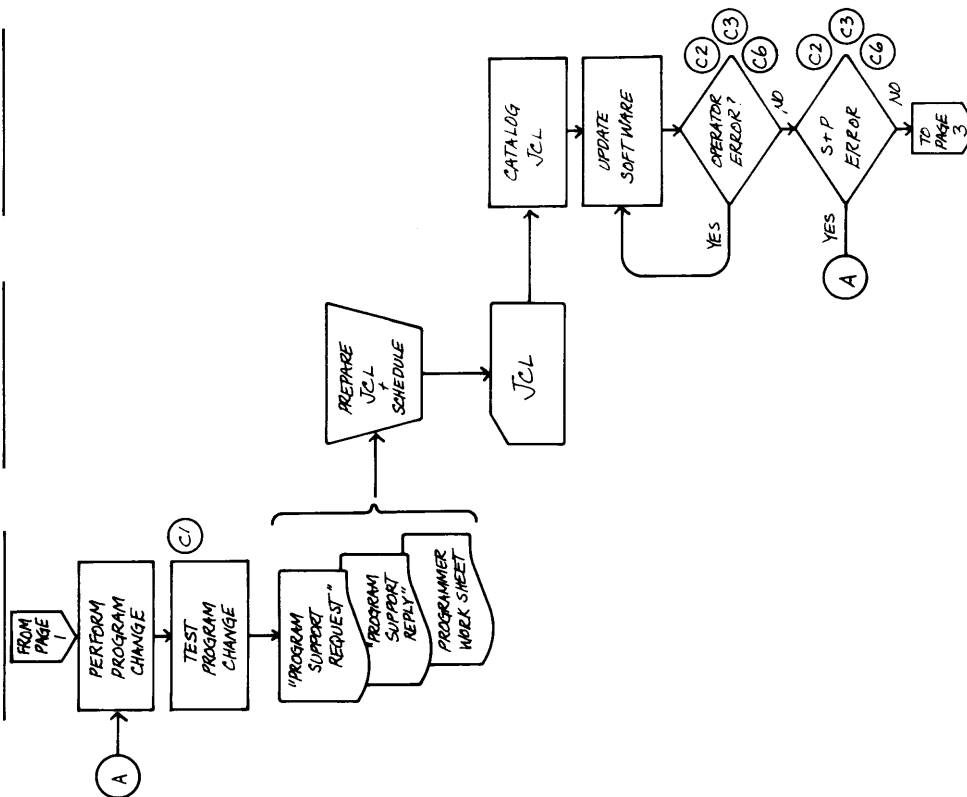 FROM
PAGE
1
A
PERFORM
PROGRAM
CHANGE
TEST
PROGRAM
CHANGE
C1
"PROGRAM
SUPPORT
REQUEST"
"PROGRAM
SUPPORT
REPLY"
PROGRAMMER
WORK SHEET
PREPARE
JCL
+
SCHEDULE
JCL
CATALOG
JCL
UPDATE
SOFTWARE
OPERATOR
ERROR?
C2
C3
C6
YES
NO
S+P
ERROR
C2
C3
C6
YES
A
NO
TO
PAGE
3